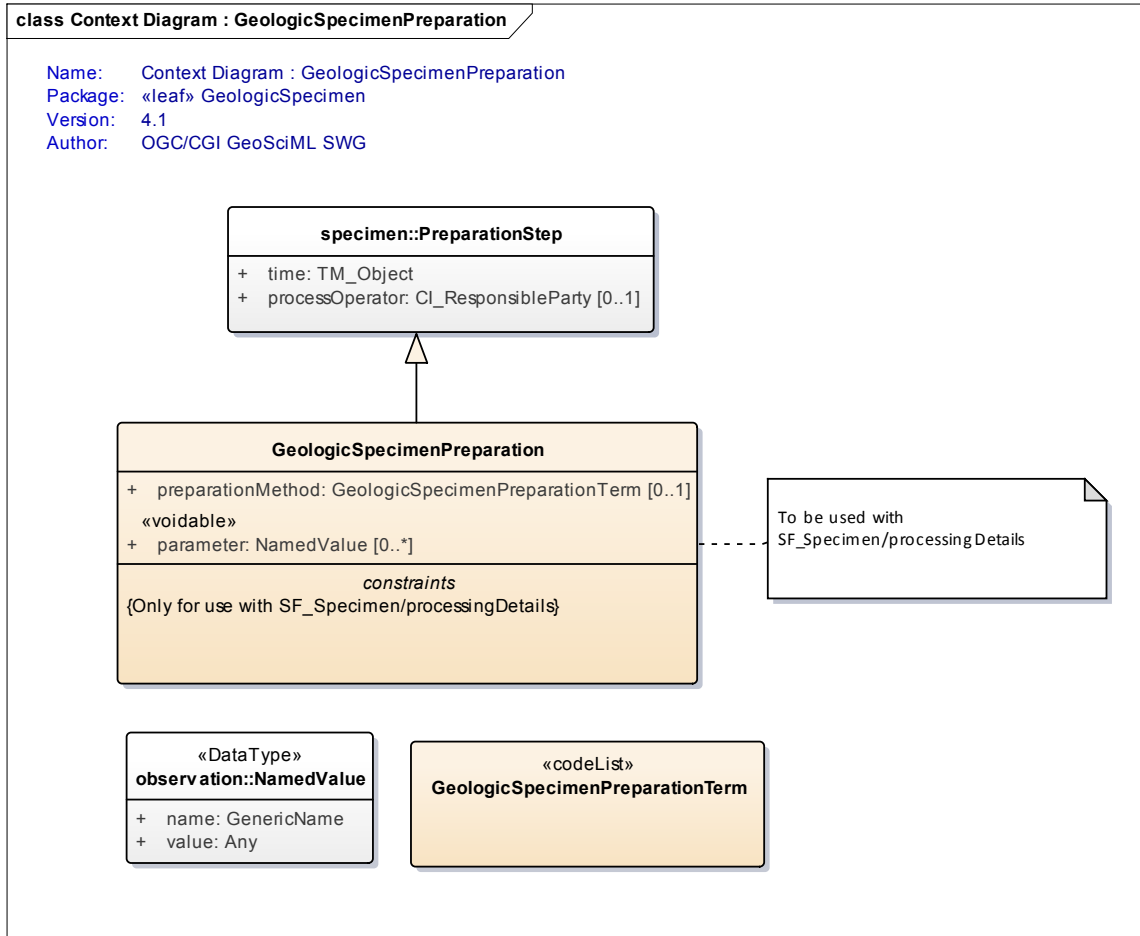 class Context Diagram : GeologicSpecimenPreparation
Name: Context Diagram : GeologicSpecimenPreparation
Package: «leaf» GeologicSpecimen
Version: 4.1
Author: OGC/CGI GeoSciML SWG
specimen::PreparationStep
+ time: TM_Object
+ processOperator: CI_ResponsibleParty [0..1]
GeologicSpecimenPreparation
+ preparationMethod: GeologicSpecimenPreparationTerm [0..1]
«voidable»
+ parameter: NamedValue [0..*]
constraints
{Only for use with SF_Specimen/processingDetails}
To be used with
SF_Specimen/processingDetails
«DataType»
observation::NamedValue
+ name: GenericName
+ value: Any
«codeList»
GeologicSpecimenPreparationTerm